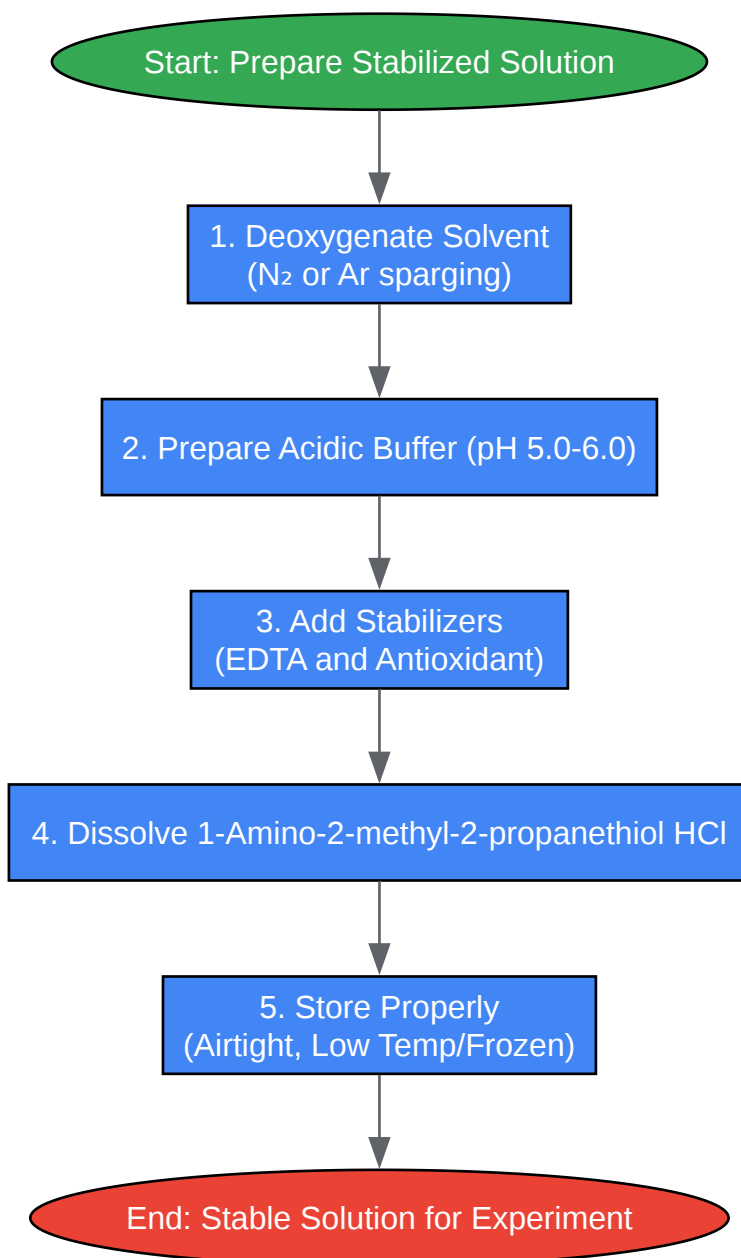 Start: Prepare Stabilized Solution
1. Deoxygenate Solvent
(N₂ or Ar sparging)
2. Prepare Acidic Buffer (pH 5.0-6.0)
3. Add Stabilizers
(EDTA and Antioxidant)
4. Dissolve 1-Amino-2-methyl-2-propanethiol HCl
5. Store Properly
(Airtight, Low Temp/Frozen)
End: Stable Solution for Experiment